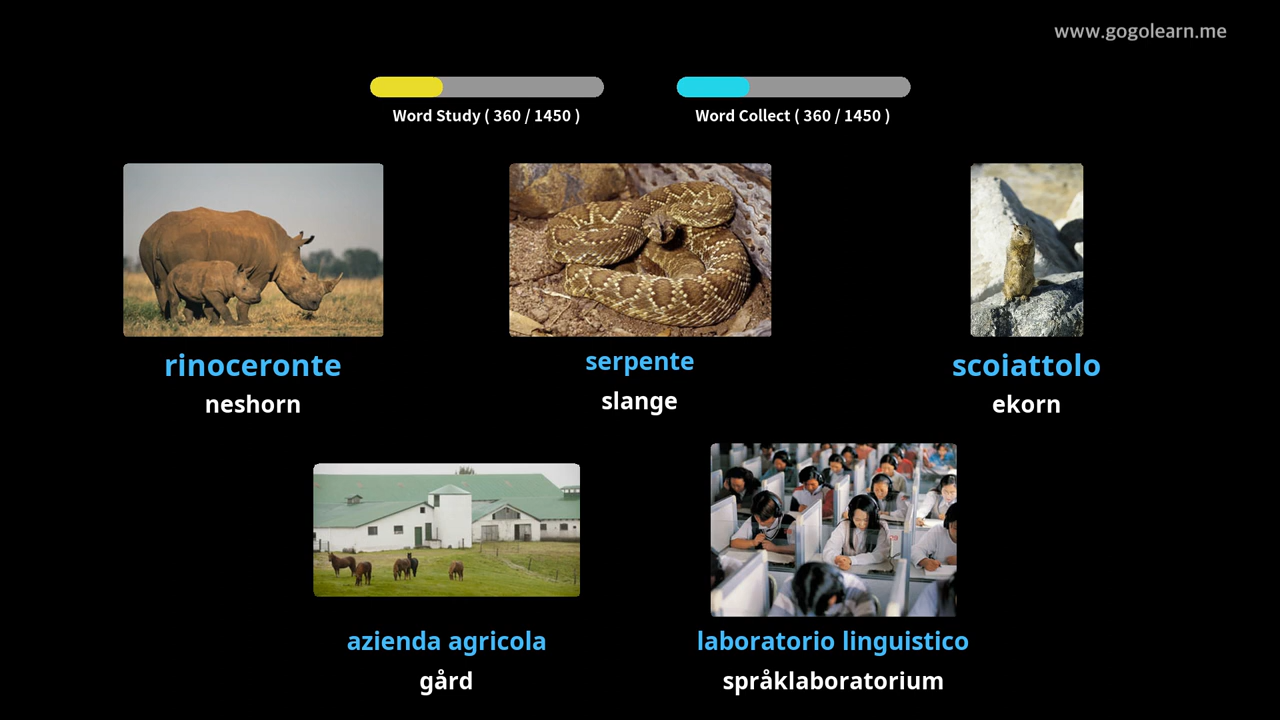 www.gogolearn.me
Word Study ( 360 / 1450 )
Word Collect ( 360 / 1450 )
rinoceronte
neshorn
serpente
slange
scoiattolo
ekorn
azienda agricola
gård
laboratorio linguistico
språklaboratorium